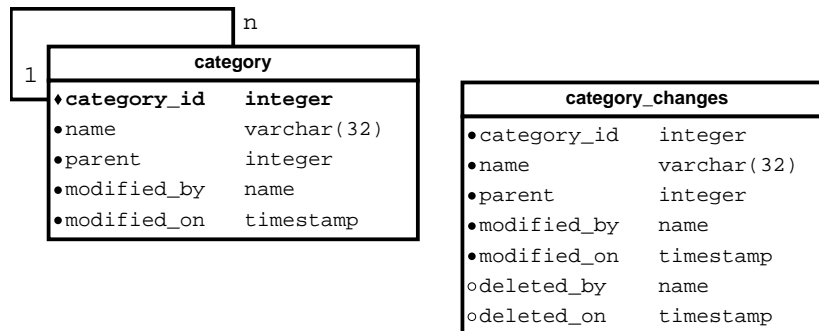 n
1
category
♦category_id integer
●name varchar(32)
●parent integer
●modified_by name
●modified_on timestamp
category_changes
●category_id integer
●name varchar(32)
●parent integer
●modified_by name
●modified_on timestamp
○deleted_by name
○deleted_on timestamp